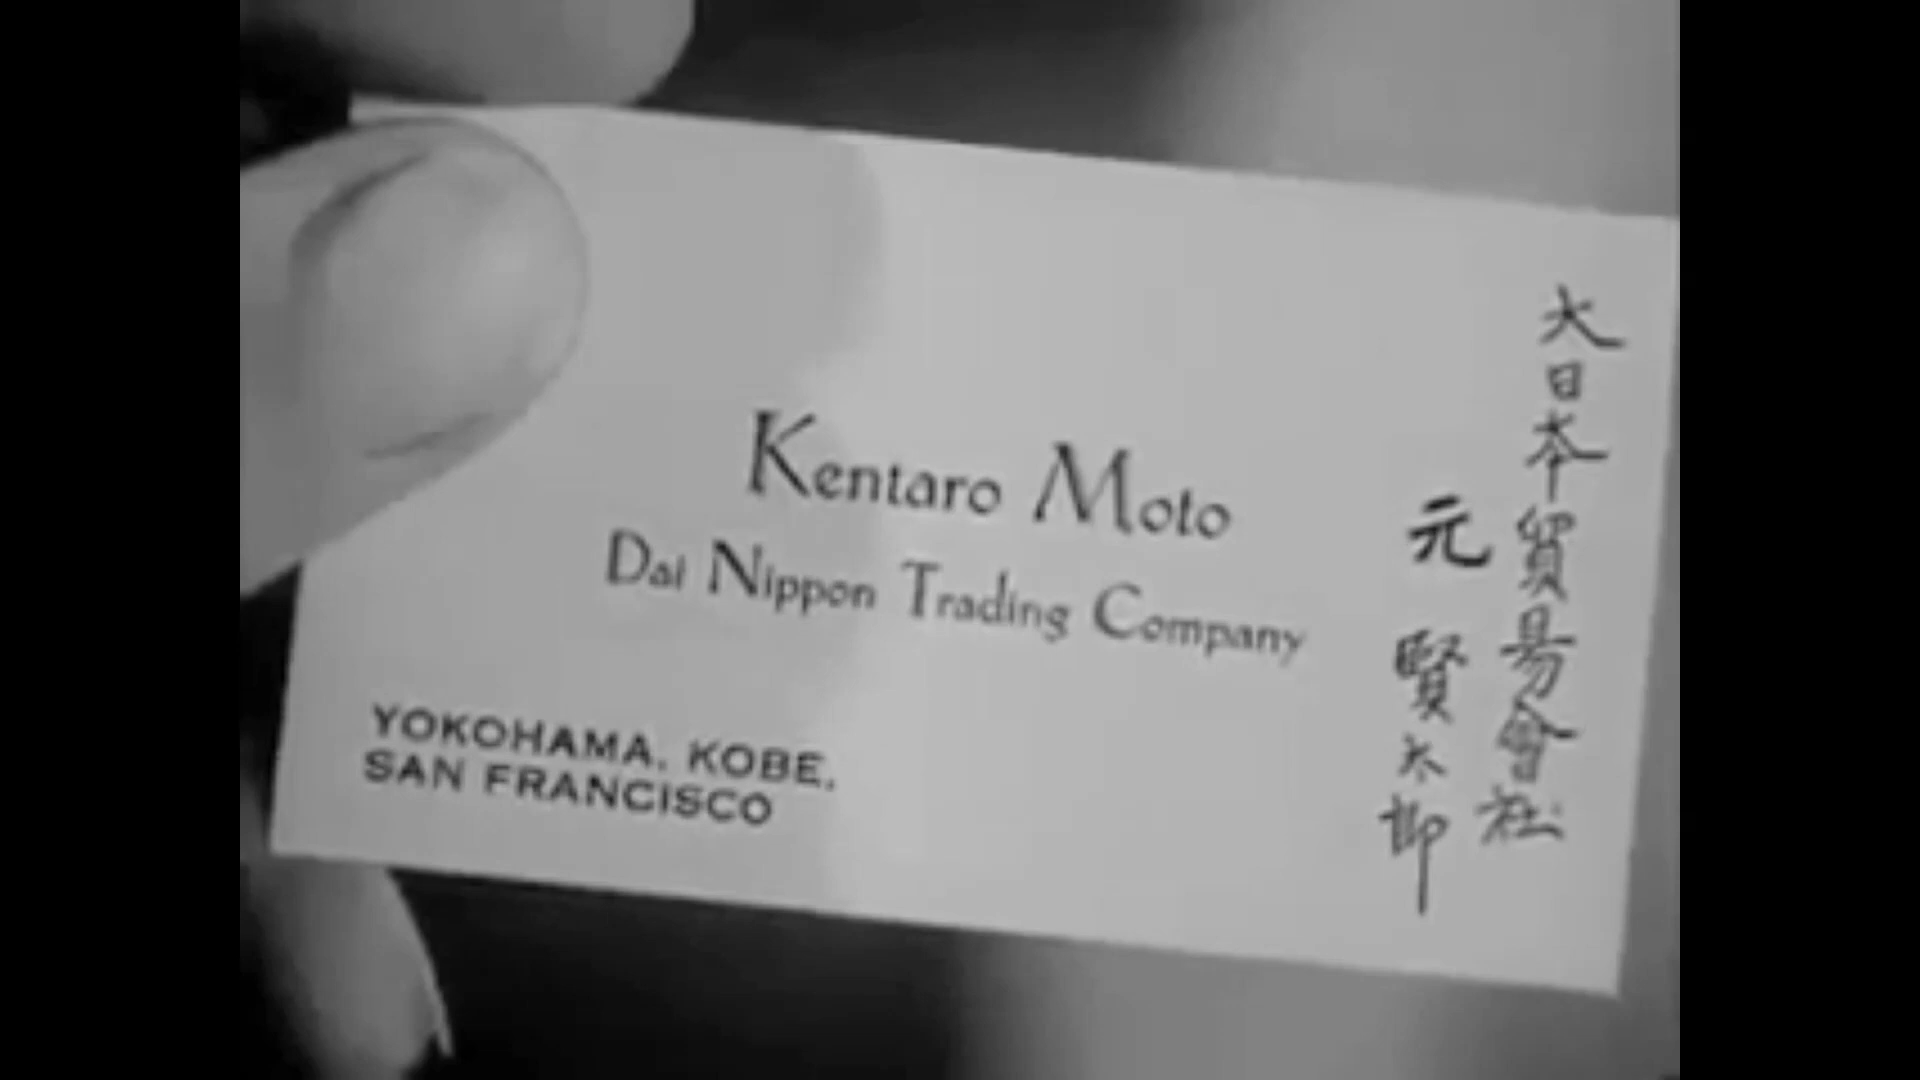 Kentaro Moto
Dai Nippon Trading Company
YOKOHAMA, KOBE,
SAN FRANCISCO
大日本貿易會社
元賢太郎